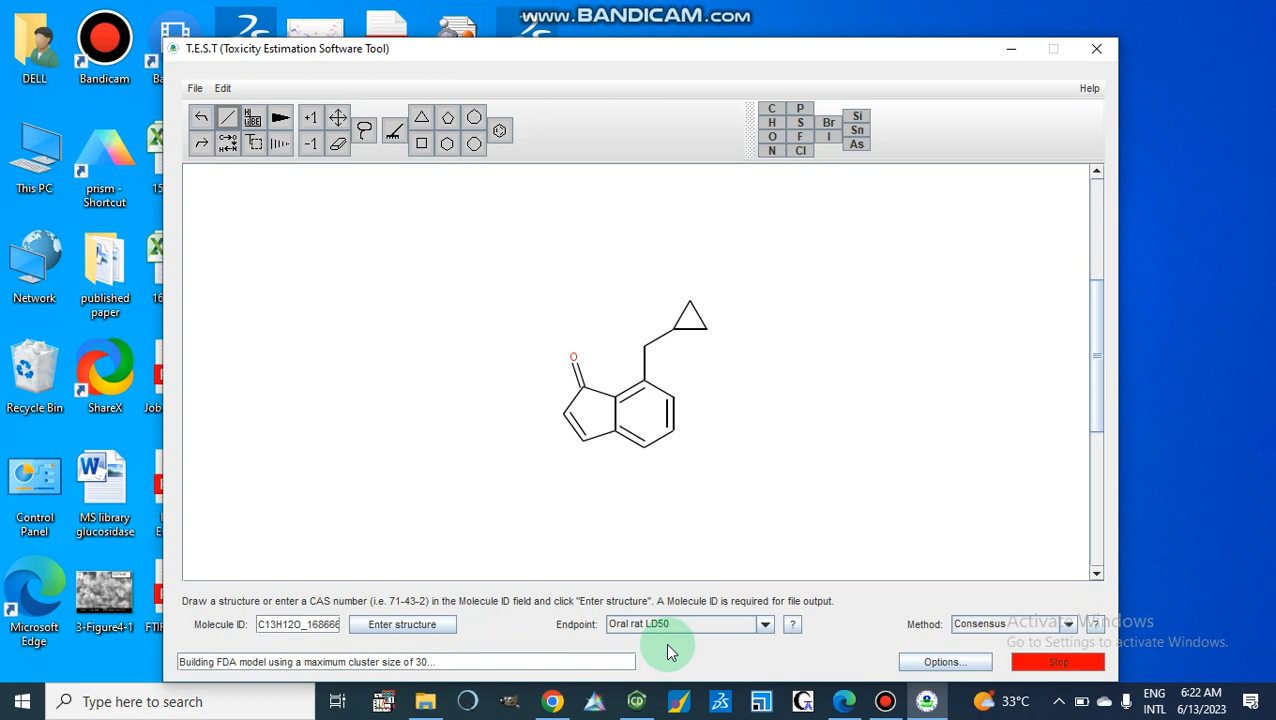 www.BANDICAM.com
T.E.S.T (Toxicity Estimation Software Tool)
File Edit Help
+1
-1
C P Si
H S Br Sn
O F I As
N Cl
O
Draw a structure or enter a CAS number (i.e. 71-43-2) in the Molecule ID field and click "Enter structure". A Molecule ID is required for file output.
Molecule ID: C13H12O_168666 Enter structure Endpoint: Oral rat LD50 ? Method: Consensus ?
Building FDA model using a maximum cluster size of 30... Options... Stop
Activate Windows
Go to Settings to activate Windows.
DELL
Bandicam
This PC
prism - Shortcut
Network
published paper
Recycle Bin
ShareX
Control Panel
MS library glucosidase
Microsoft Edge
3-Figure4-1
Type here to search
33°C
ENG
INTL
6:22 AM
6/13/2023